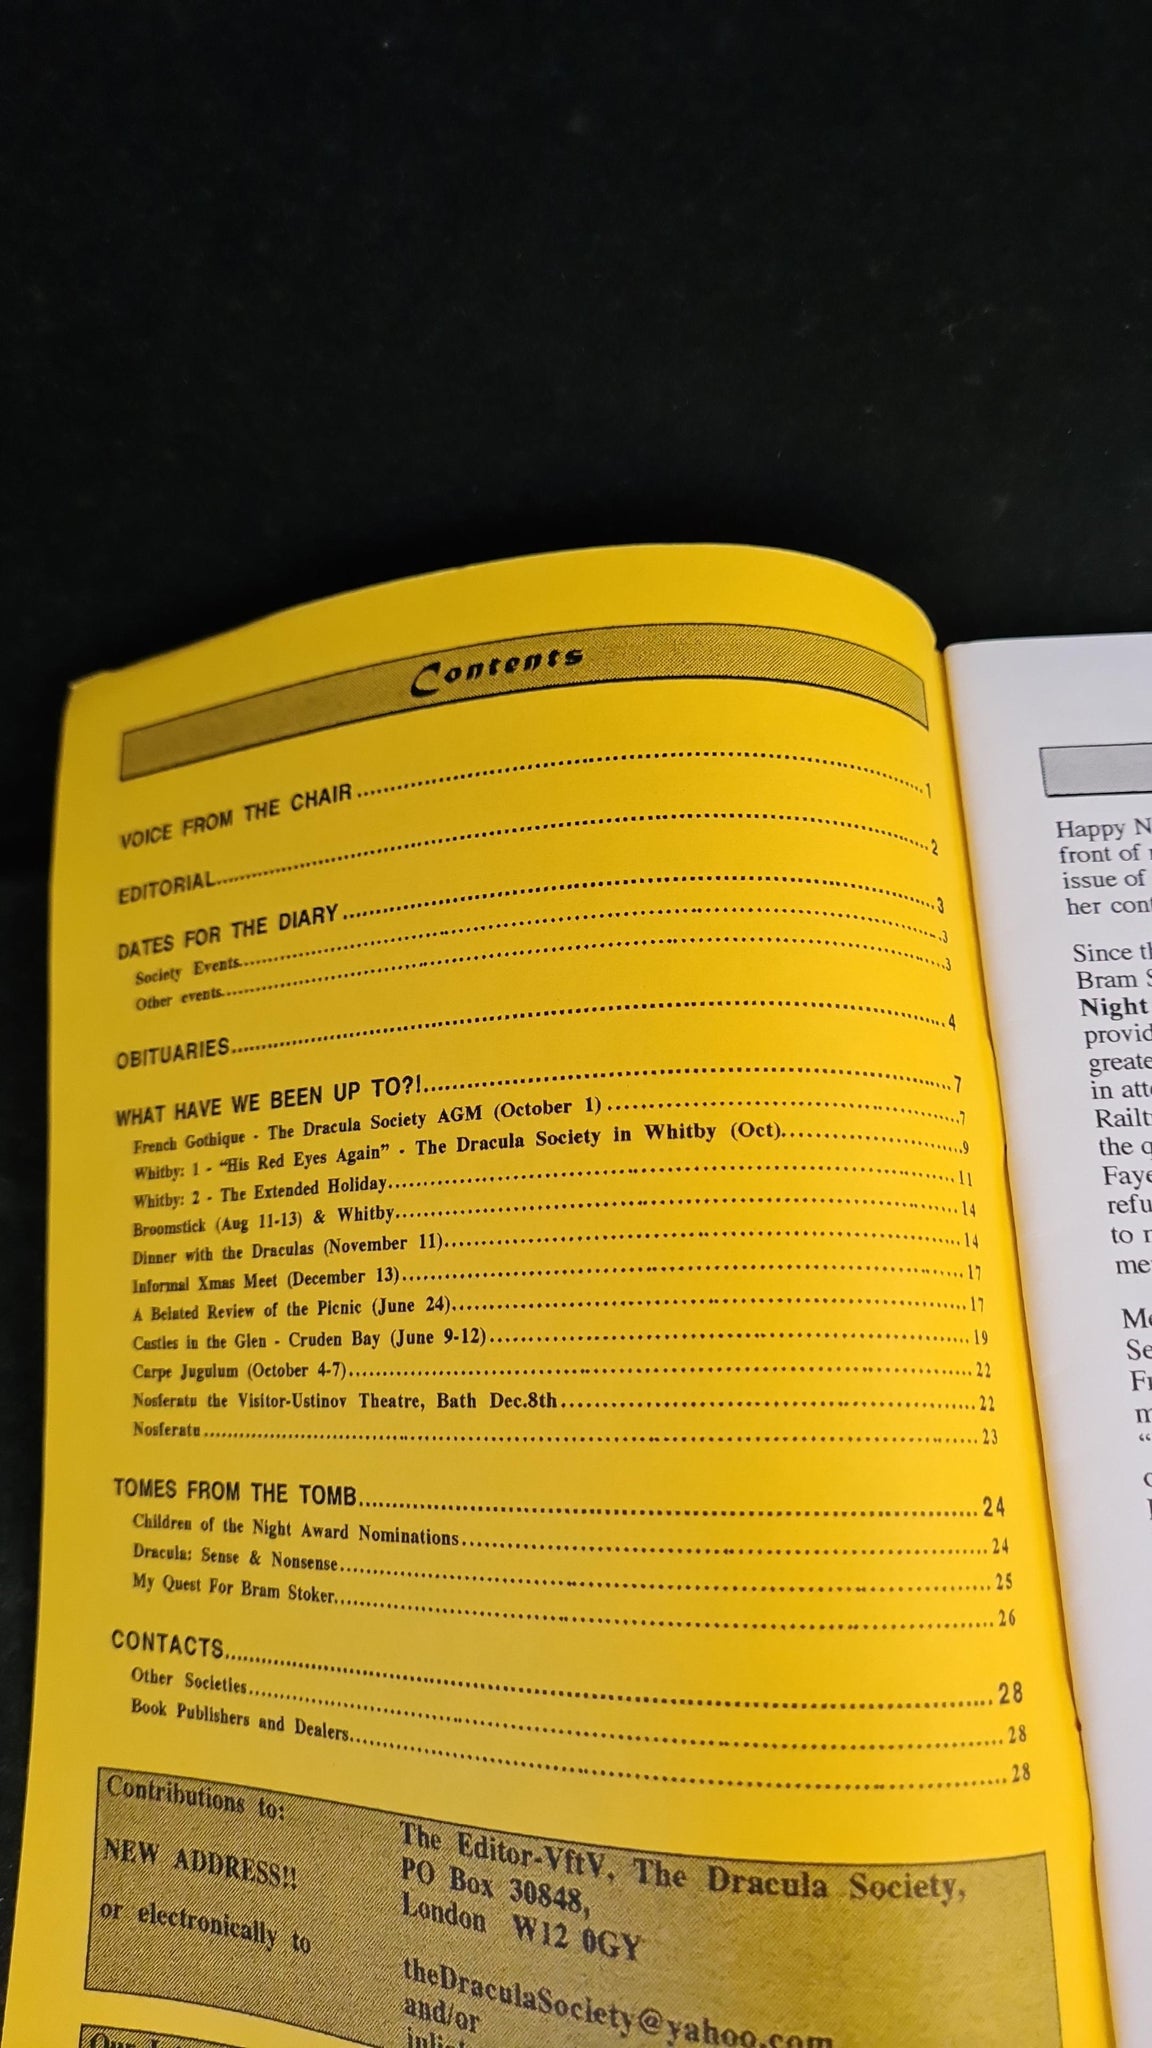 Contents
VOICE FROM THE CHAIR..........1
EDITORIAL..........2
DATES FOR THE DIARY..........3
Society Events..........3
Other events..........3
OBITUARIES..........4
WHAT HAVE WE BEEN UP TO?!..........7
French Gothique - The Dracula Society AGM (October 1)..........7
Whitby: 1 - "His Red Eyes Again" - The Dracula Society in Whitby (Oct)..........9
Whitby: 2 - The Extended Holiday..........11
Broomstick (Aug 11-13) & Whitby..........14
Dinner with the Draculas (November 11)..........14
Informal Xmas Meet (December 13)..........17
A Belated Review of the Picnic (June 24)..........17
Castles in the Glen - Cruden Bay (June 9-12)..........19
Carpe Jugulum (October 4-7)..........22
Nosferatu the Visitor-Ustinov Theatre, Bath Dec.8th..........22
Nosferatu..........23
TOMES FROM THE TOMB..........24
Children of the Night Award Nominations..........24
Dracula: Sense & Nonsense..........25
My Quest For Bram Stoker..........26
CONTACTS..........28
Other Societies..........28
Book Publishers and Dealers..........28
Contributions to:
NEW ADDRESS!!
or electronically to
The Editor-VftV, The Dracula Society,
PO Box 30848,
London W12 0GY
theDraculaSociety@yahoo.com
and/or
Our
Happy N
front of
issue of
her cont
Since th
Bram S
Night
provid
greate
in att
Railt
the q
Faye
refu
to
me
Me
Se
Fr
m
"